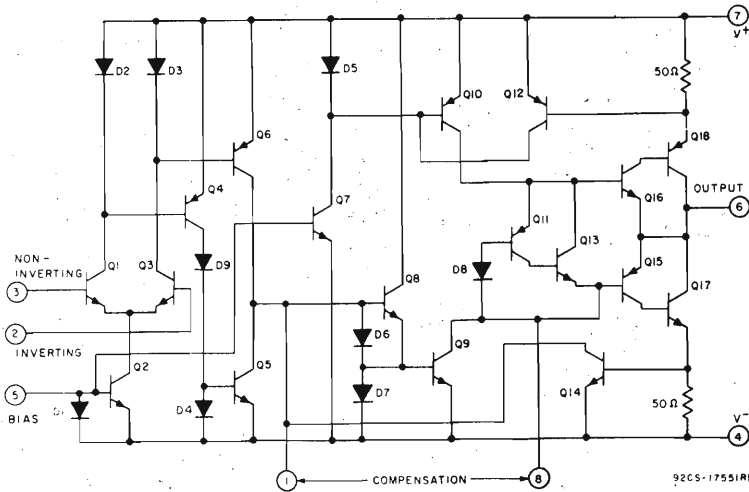 7
V+
D2
D3
D5
Q10
Q12
50Ω
Q6
Q18
Q4
OUTPUT
6
Q7
Q16
Q11
Q13
NON-
INVERTING
Q1
Q3
D9
D8
Q15
3
Q8
Q17
2
INVERTING
D6
Q9
Q2
Q5
5
BIAS
D4
D7
Q14
50Ω
V-
4
1
COMPENSATION
8
92CS-17551R